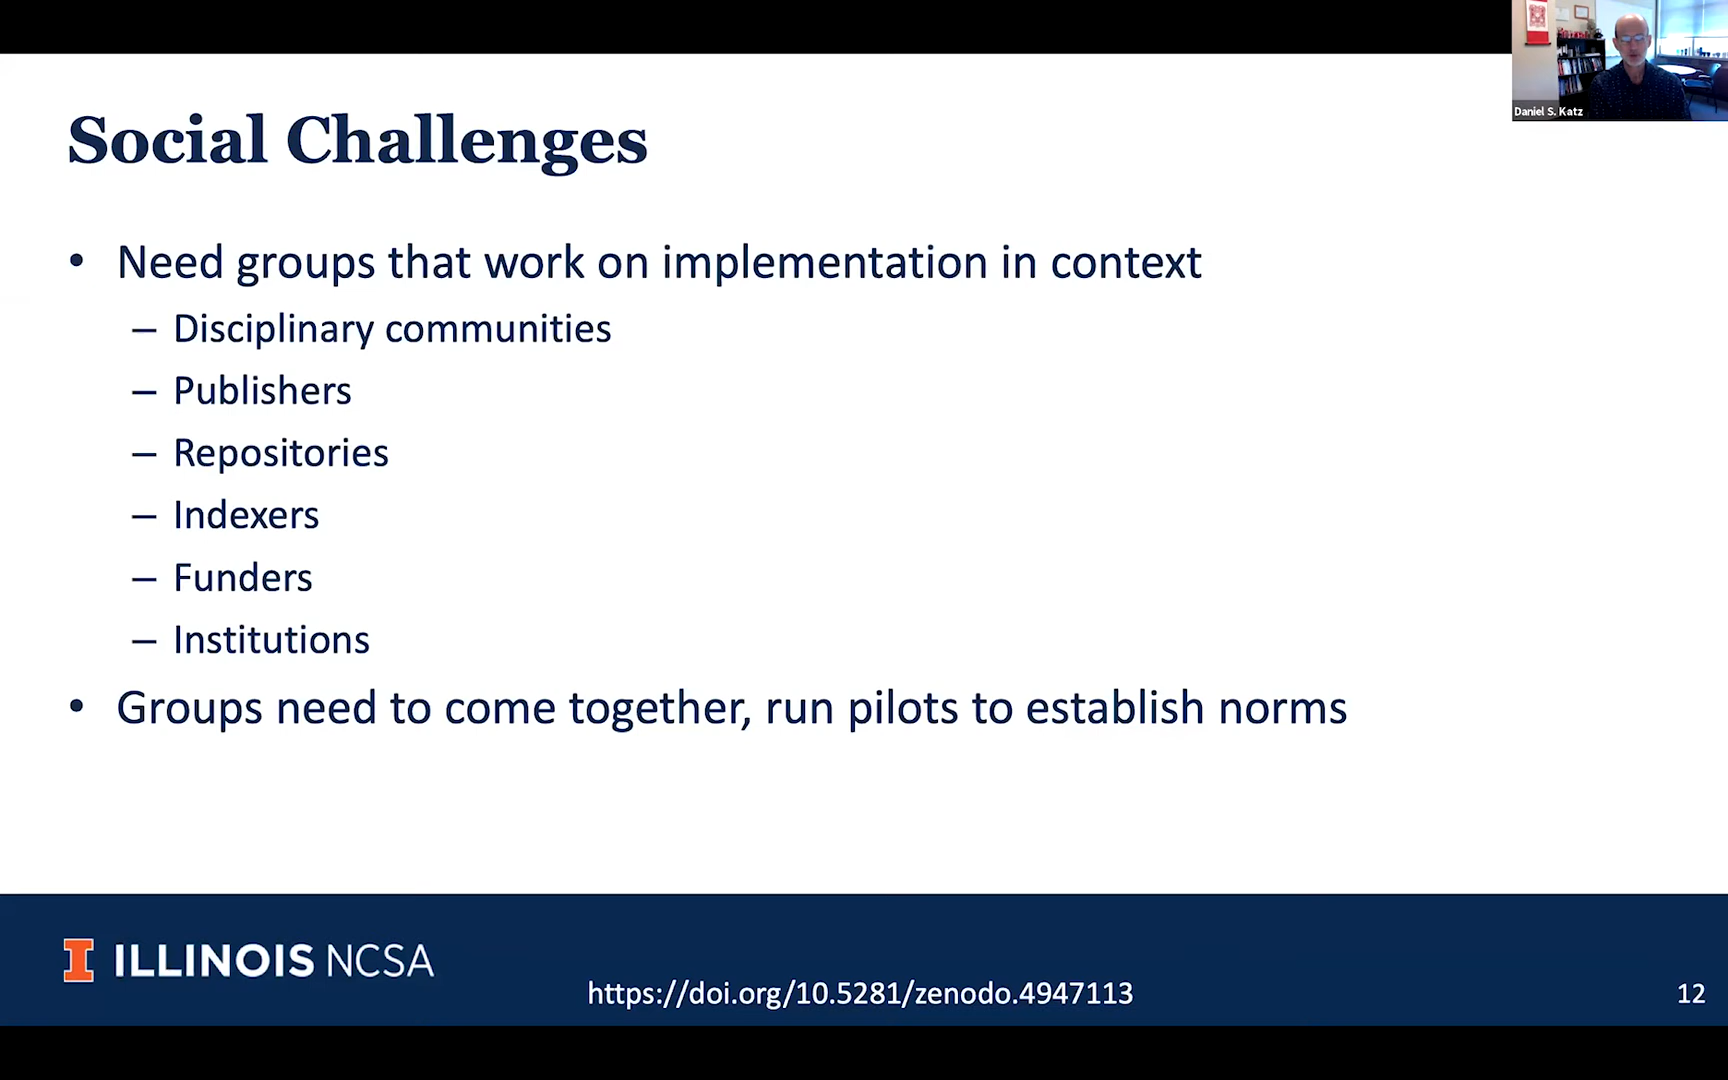 Daniel S. Katz
Social Challenges
• Need groups that work on implementation in context
– Disciplinary communities
– Publishers
– Repositories
– Indexers
– Funders
– Institutions
• Groups need to come together, run pilots to establish norms
I ILLINOIS NCSA
https://doi.org/10.5281/zenodo.4947113
12